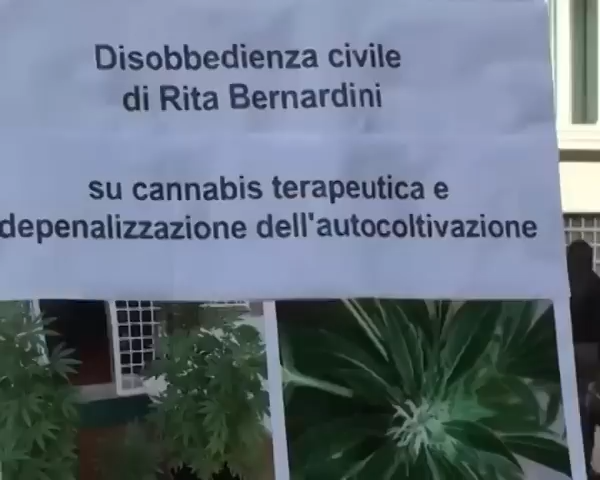 Disobbedienza civile
di Rita Bernardini
su cannabis terapeutica e
depenalizzazione dell'autocoltivazione